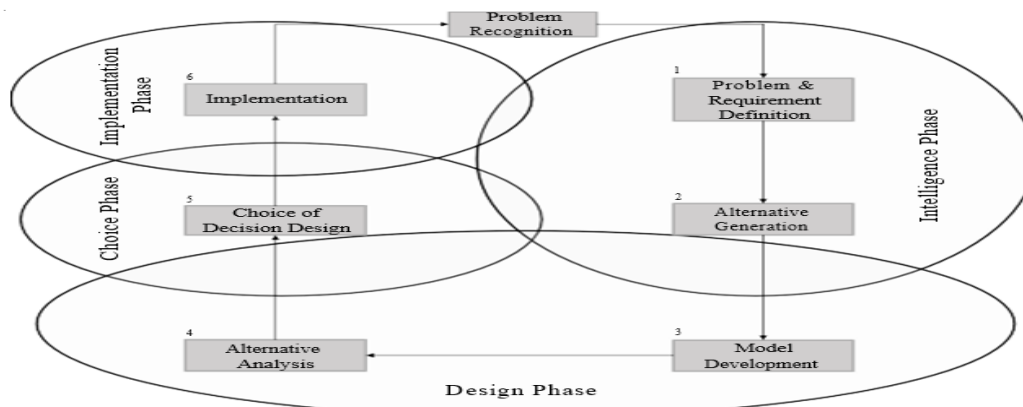 Problem
Recognition
1
Problem &
Requirement
Definition
2
Alternative
Generation
Intelligence Phase
3
Model
Development
4
Alternative
Analysis
Design Phase
5
Choice of
Decision Design
Choice Phase
6
Implementation
Implementation
Phase